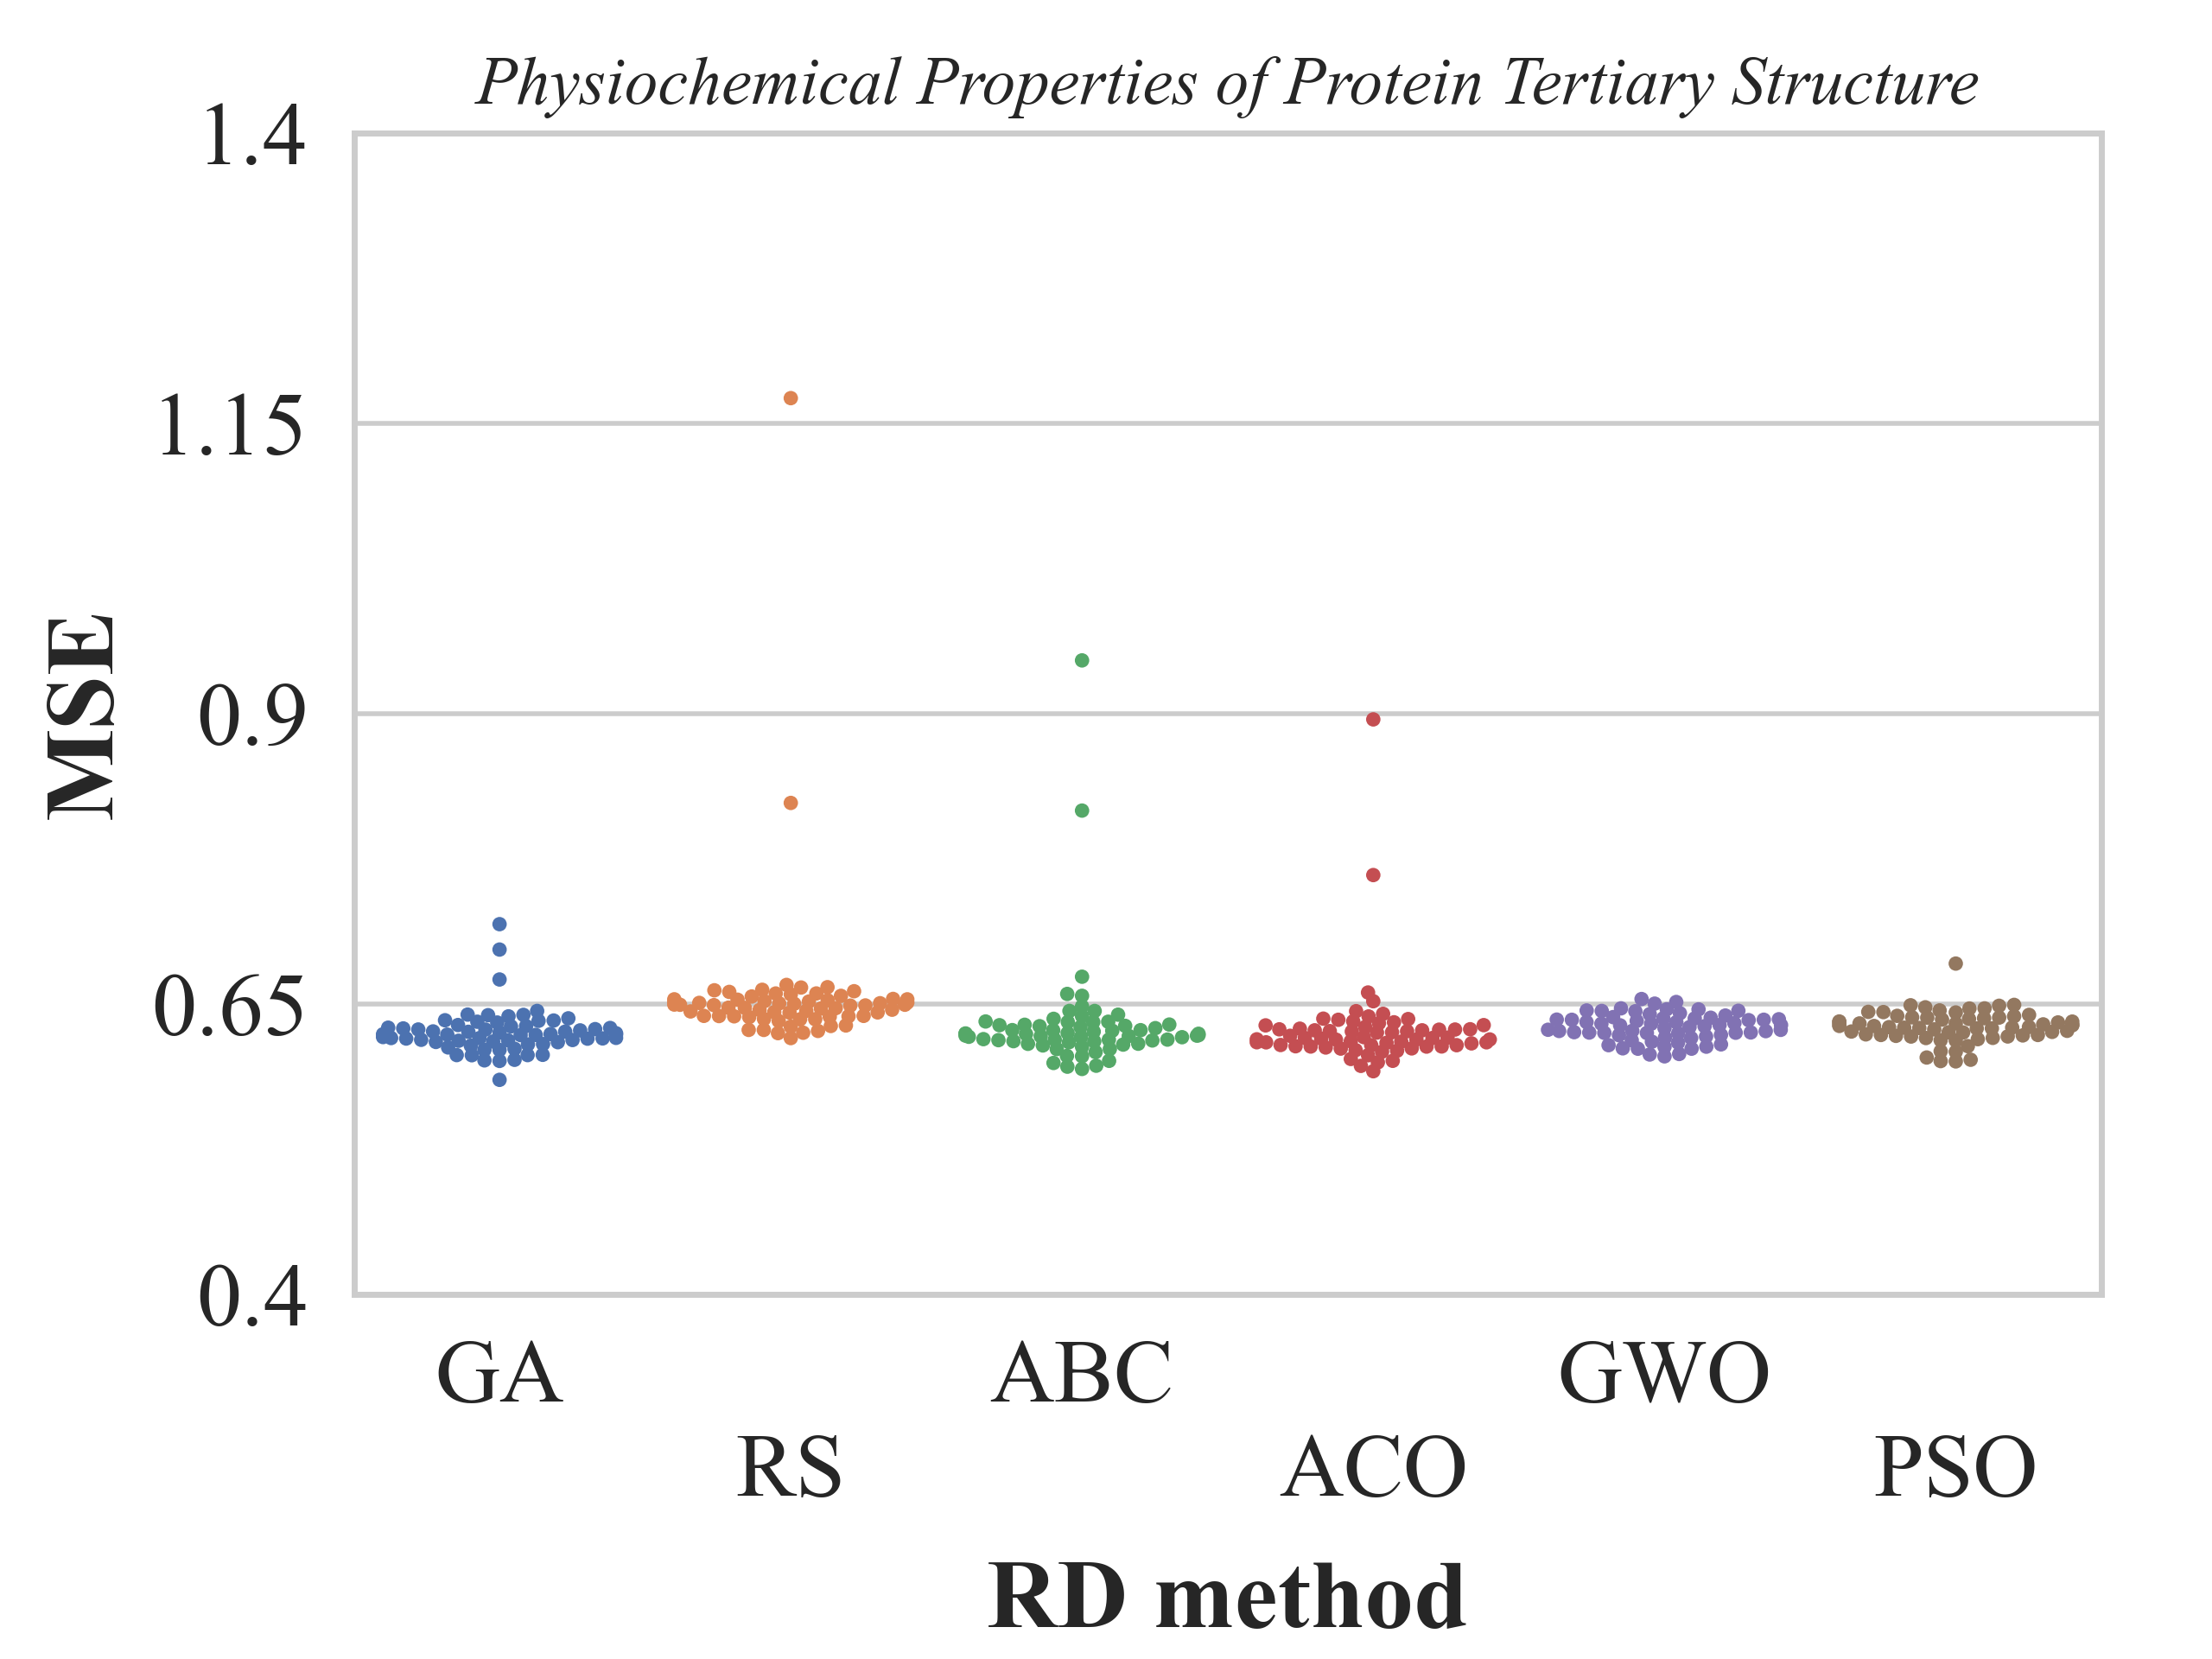 Physiochemical Properties of Protein Tertiary Structure
1.4
1.15
0.9
0.65
0.4
MSE
GA
RS
ABC
ACO
GWO
PSO
RD method